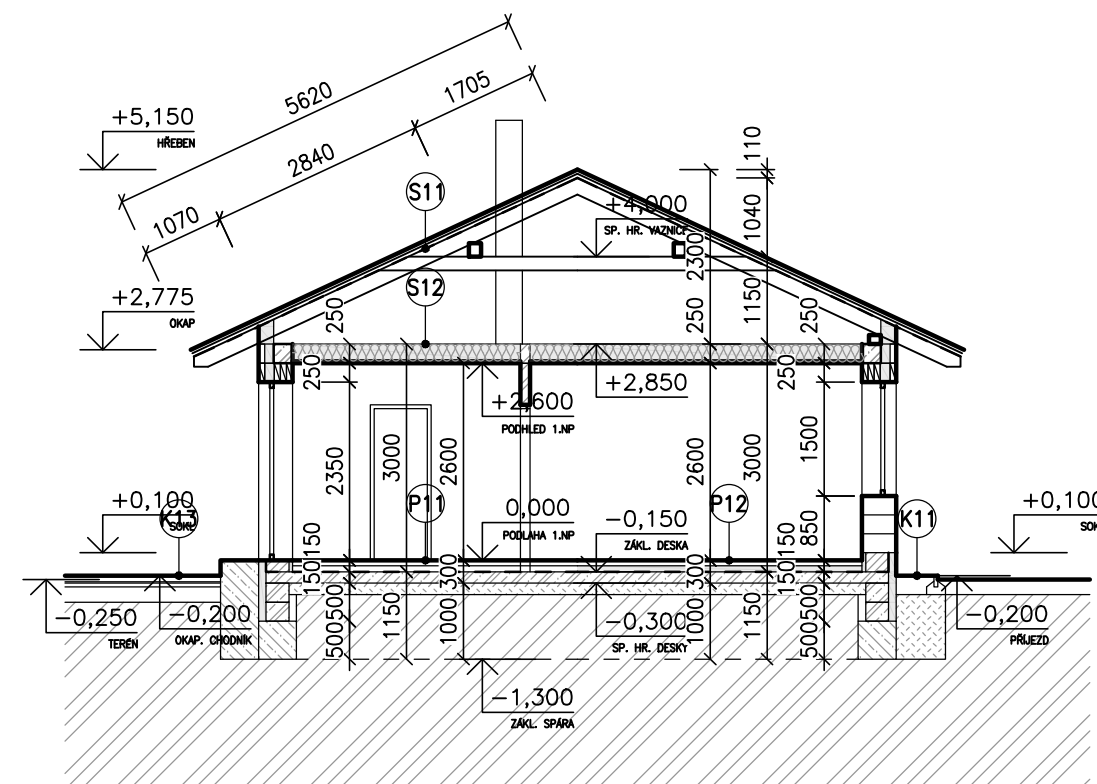 5620
1705
2840
1070
+5,150
HŘEBEN
110
S11
+4,000
SP. HR. VAZNICE
1040
2300
S12
+2,775
OKAP
250
250
1150
250
250
250
+2,850
+2,600
PODHLED 1.NP
2350
3000
2600
2600
3000
1500
+0,100
SOKL
K13
P11
0,000
PODLAHA 1.NP
-0,150
ZÁKL. DESKA
P12
K11
+0,100
850
150
150
300
300
150
150
-0,250
TERÉN
-0,200
OKAP. CHODNÍK
500
500
1150
1000
-0,300
SP. HR. DESKY
1000
1150
500
500
-0,200
PŘÍJEZD
-1,300
ZÁKL. SPÁRA